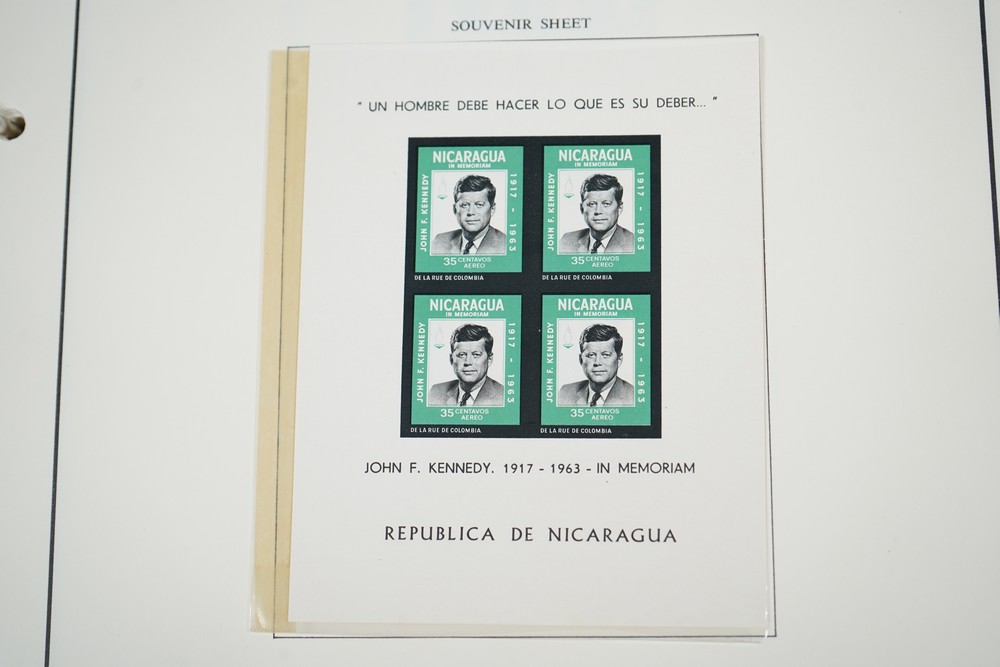 SOUVENIR SHEET
" UN HOMBRE DEBE HACER LO QUE ES SU DEBER... "
NICARAGUA
IN MEMORIAM
JOHN F. KENNEDY
1917 - 1963
35 CENTAVOS
AEREO
DE LA RUE DE COLOMBIA
NICARAGUA
IN MEMORIAM
JOHN F. KENNEDY
1917 - 1963
35 CENTAVOS
AEREO
DE LA RUE DE COLOMBIA
NICARAGUA
IN MEMORIAM
JOHN F. KENNEDY
1917 - 1963
35 CENTAVOS
AEREO
DE LA RUE DE COLOMBIA
NICARAGUA
IN MEMORIAM
JOHN F. KENNEDY
1917 - 1963
35 CENTAVOS
AEREO
DE LA RUE DE COLOMBIA
JOHN F. KENNEDY. 1917 - 1963 - IN MEMORIAM
REPUBLICA DE NICARAGUA